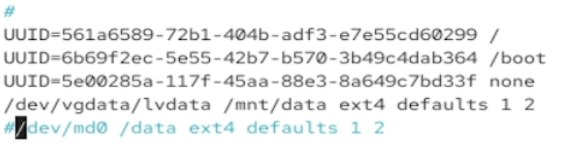 #
UUID=561a6589-72b1-404b-adf3-e7e55cd60299 /
UUID=6b69f2ec-5e55-42b7-b570-3b49c4dab364 /boot
UUID=5e00285a-117f-45aa-88e3-8a649c7bd33f none
/dev/vgdata/lvdata /mnt/data ext4 defaults 1 2
#/dev/md0 /data ext4 defaults 1 2